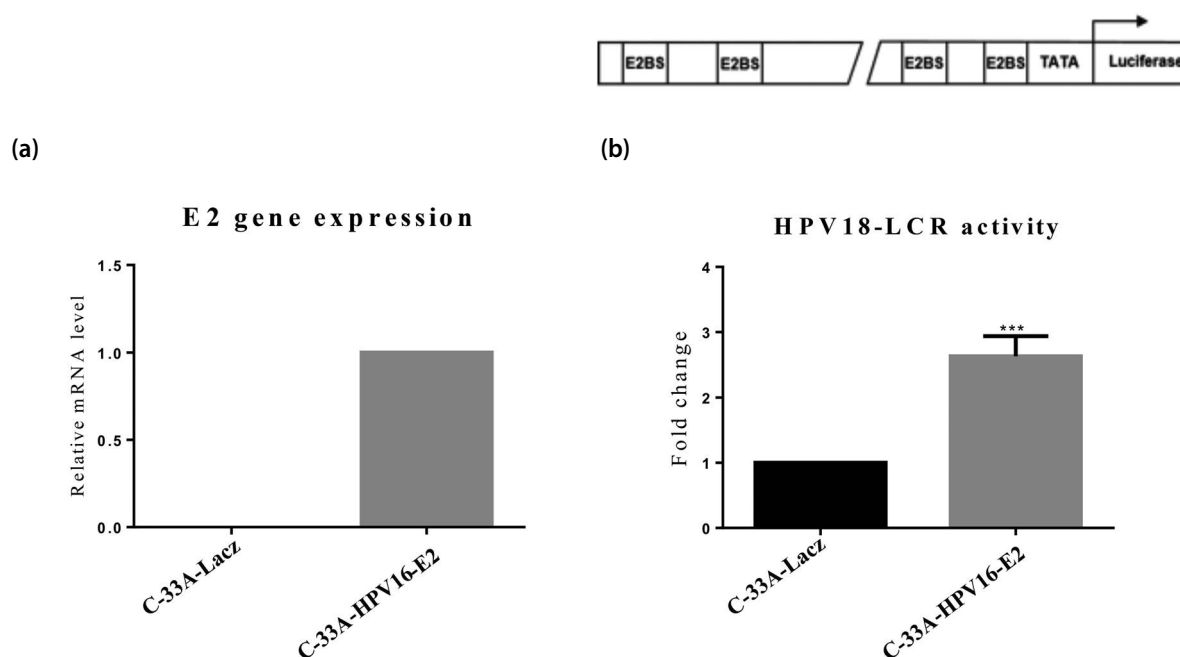 E2BS E2BS E2BS E2BS TATA Luciferase
(a)
(b)
E2 gene expression
Relative mRNA level
1.5
1.0
0.5
0.0
C-33A-Lacz
C-33A-HPV16-E2
HPV18-LCR activity
Fold change
4
3
2
1
0
***
C-33A-Lacz
C-33A-HPV16-E2